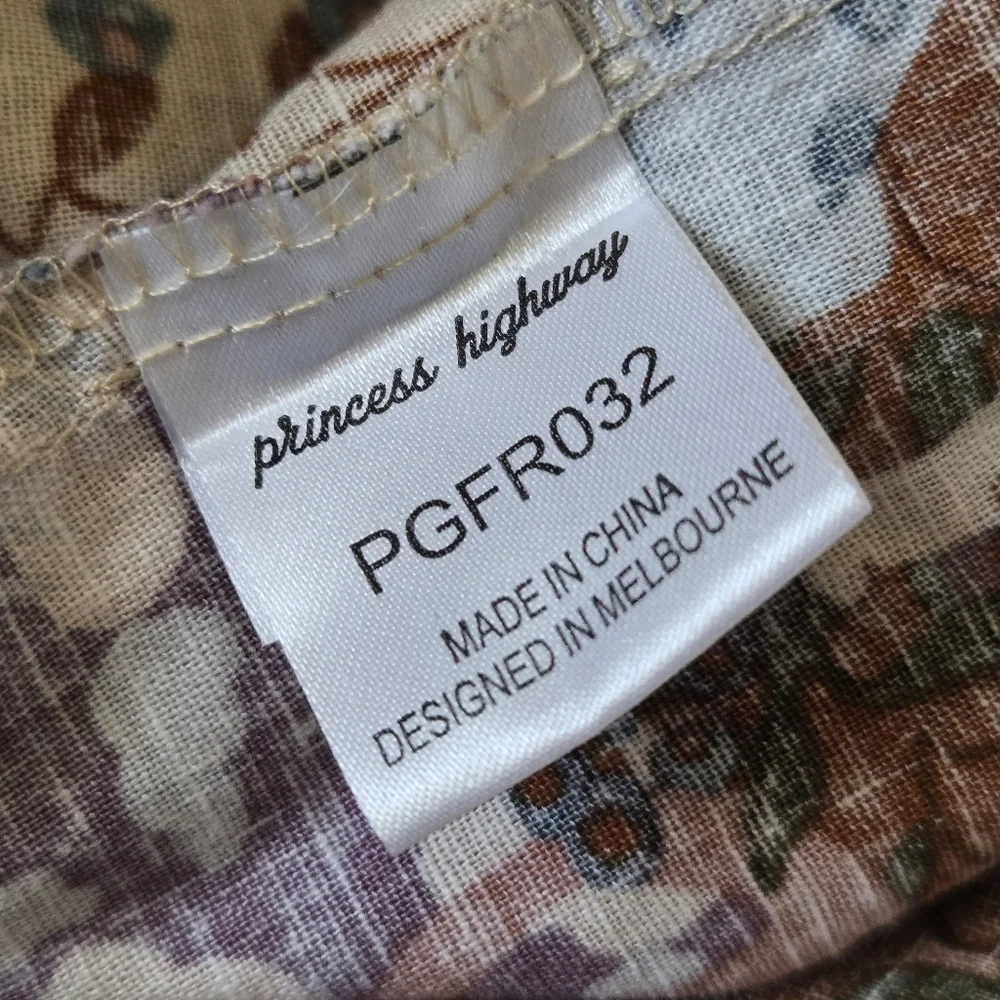 princess highway
PGFR032
MADE IN CHINA
DESIGNED IN MELBOURNE